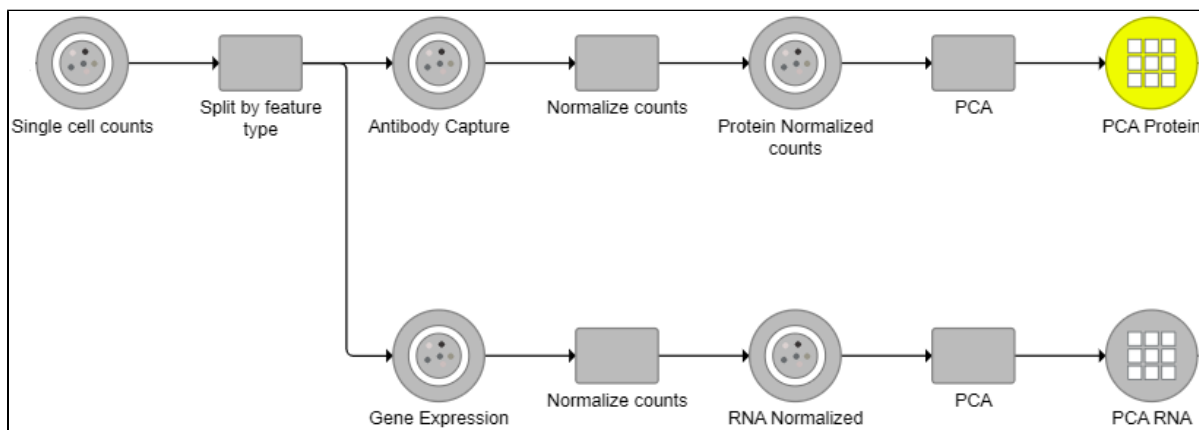 Single cell counts
Split by feature
type
Antibody Capture
Normalize counts
Protein Normalized
counts
PCA
PCA Protein
Gene Expression
Normalize counts
RNA Normalized
PCA
PCA RNA